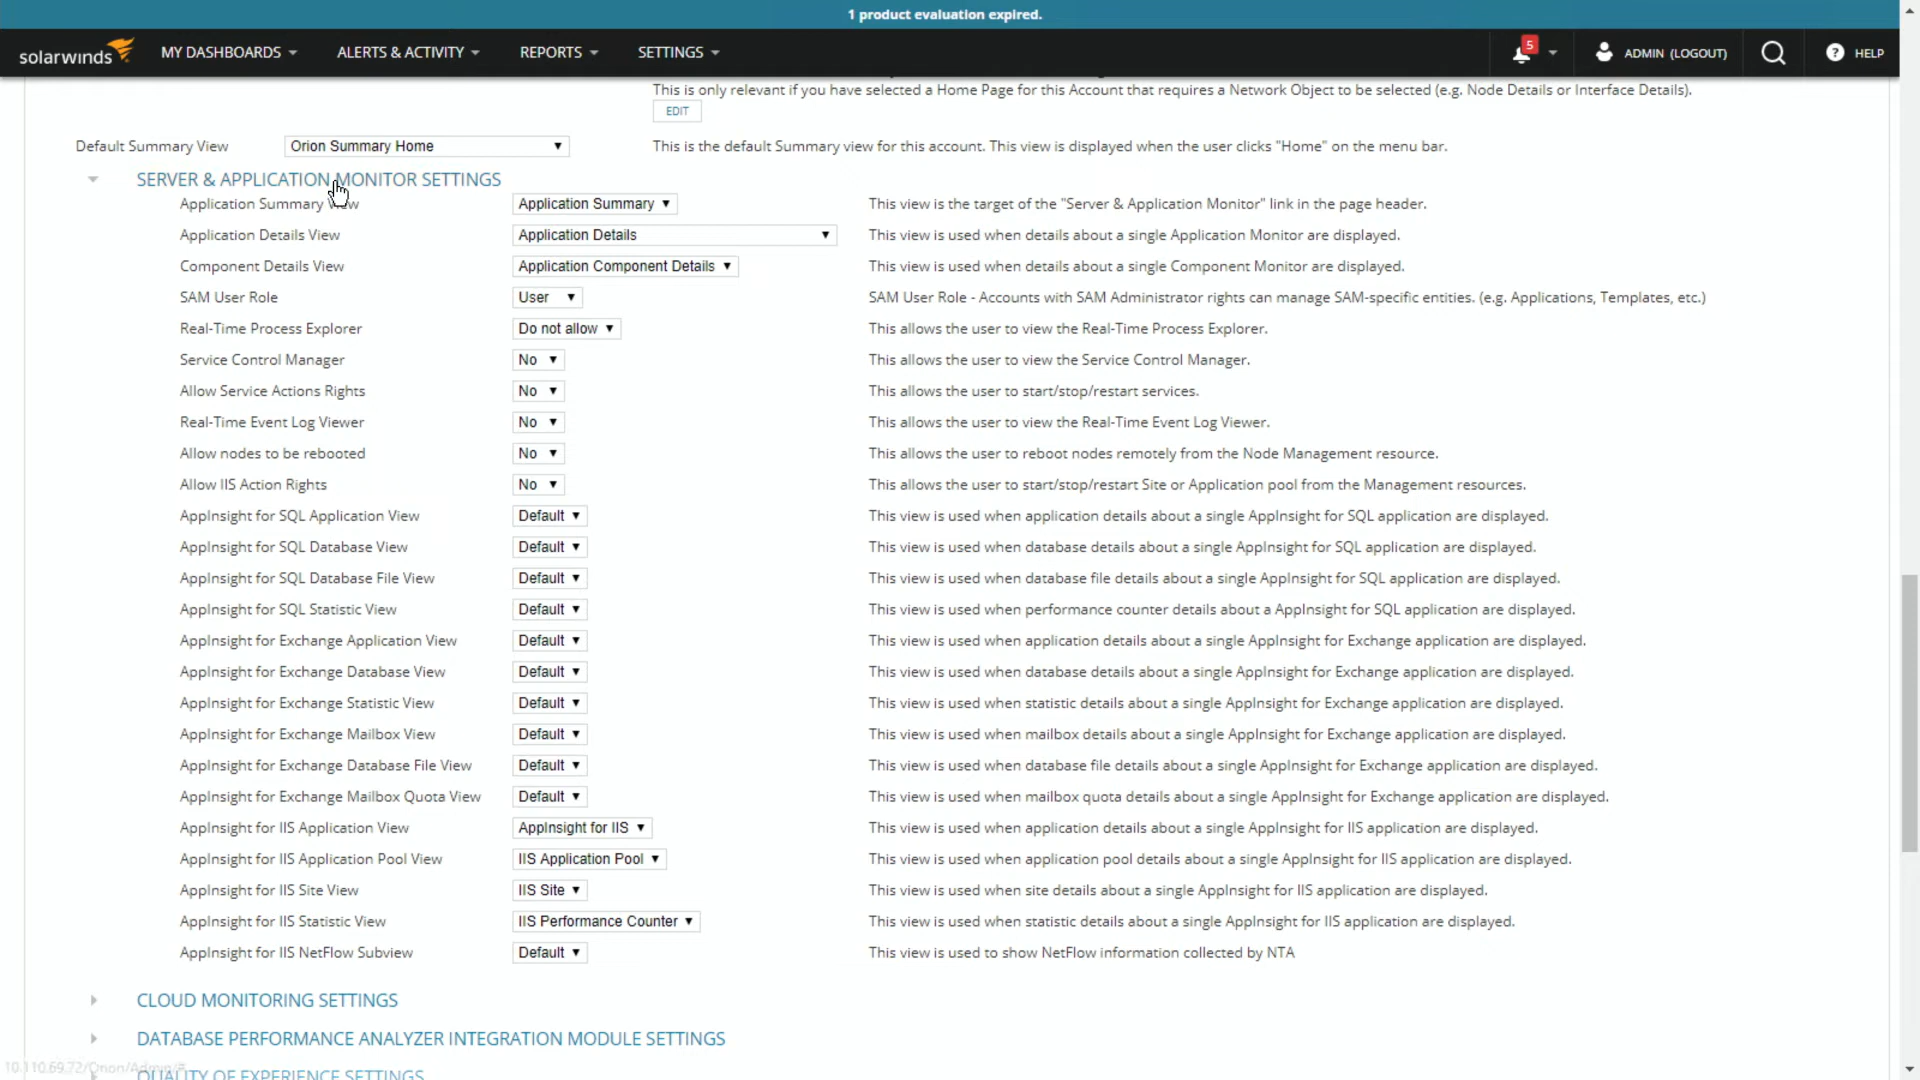 1 product evaluation expired.
solarwinds MY DASHBOARDS ALERTS & ACTIVITY REPORTS SETTINGS 5 ADMIN (LOGOUT) ? HELP
This is only relevant if you have selected a Home Page for this Account that requires a Network Object to be selected (e.g. Node Details or Interface Details).
EDIT
Default Summary View Orion Summary Home This is the default Summary view for this account. This view is displayed when the user clicks "Home" on the menu bar.
SERVER & APPLICATION MONITOR SETTINGS
Application Summary View Application Summary This view is the target of the "Server & Application Monitor" link in the page header.
Application Details View Application Details This view is used when details about a single Application Monitor are displayed.
Component Details View Application Component Details This view is used when details about a single Component Monitor are displayed.
SAM User Role User SAM User Role - Accounts with SAM Administrator rights can manage SAM-specific entities. (e.g. Applications, Templates, etc.)
Real-Time Process Explorer Do not allow This allows the user to view the Real-Time Process Explorer.
Service Control Manager No This allows the user to view the Service Control Manager.
Allow Service Actions Rights No This allows the user to start/stop/restart services.
Real-Time Event Log Viewer No This allows the user to view the Real-Time Event Log Viewer.
Allow nodes to be rebooted No This allows the user to reboot nodes remotely from the Node Management resource.
Allow IIS Action Rights No This allows the user to start/stop/restart Site or Application pool from the Management resources.
AppInsight for SQL Application View Default This view is used when application details about a single AppInsight for SQL application are displayed.
AppInsight for SQL Database View Default This view is used when database details about a single AppInsight for SQL application are displayed.
AppInsight for SQL Database File View Default This view is used when database file details about a single AppInsight for SQL application are displayed.
AppInsight for SQL Statistic View Default This view is used when performance counter details about a AppInsight for SQL application are displayed.
AppInsight for Exchange Application View Default This view is used when application details about a single AppInsight for Exchange application are displayed.
AppInsight for Exchange Database View Default This view is used when database details about a single AppInsight for Exchange application are displayed.
AppInsight for Exchange Statistic View Default This view is used when statistic details about a single AppInsight for Exchange application are displayed.
AppInsight for Exchange Mailbox View Default This view is used when mailbox details about a single AppInsight for Exchange application are displayed.
AppInsight for Exchange Database File View Default This view is used when database file details about a single AppInsight for Exchange application are displayed.
AppInsight for Exchange Mailbox Quota View Default This view is used when mailbox quota details about a single AppInsight for Exchange application are displayed.
AppInsight for IIS Application View AppInsight for IIS This view is used when application details about a single AppInsight for IIS application are displayed.
AppInsight for IIS Application Pool View IIS Application Pool This view is used when application pool details about a single AppInsight for IIS application are displayed.
AppInsight for IIS Site View IIS Site This view is used when site details about a single AppInsight for IIS application are displayed.
AppInsight for IIS Statistic View IIS Performance Counter This view is used when statistic details about a single AppInsight for IIS application are displayed.
AppInsight for IIS NetFlow Subview Default This view is used to show NetFlow information collected by NTA
CLOUD MONITORING SETTINGS
DATABASE PERFORMANCE ANALYZER INTEGRATION MODULE SETTINGS
10.110.69.72/Orion/Admin/#
QUALITY OF EXPERIENCE SETTINGS